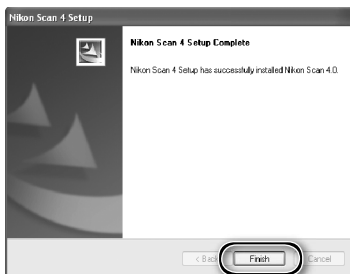 Nikon Scan 4 Setup
Nikon Scan 4 Setup Complete
Nikon Scan 4 Setup has successfully installed Nikon Scan 4.0.
< Back
Finish
Cancel